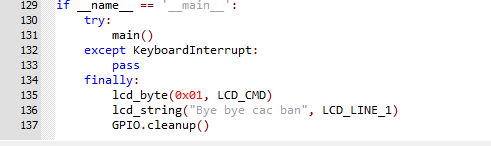 129 if __name__ == '__main__':
130     try:
131         main()
132     except KeyboardInterrupt:
133         pass
134     finally:
135         lcd_byte(0x01, LCD_CMD)
136         lcd_string("Bye bye cac ban", LCD_LINE_1)
137         GPIO.cleanup()